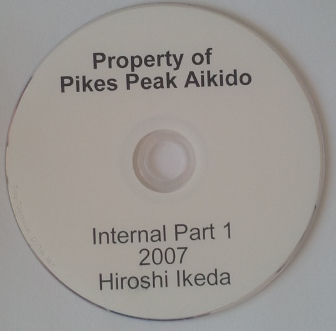 Property of
Pikes Peak Aikido
Internal Part 1
2007
Hiroshi Ikeda